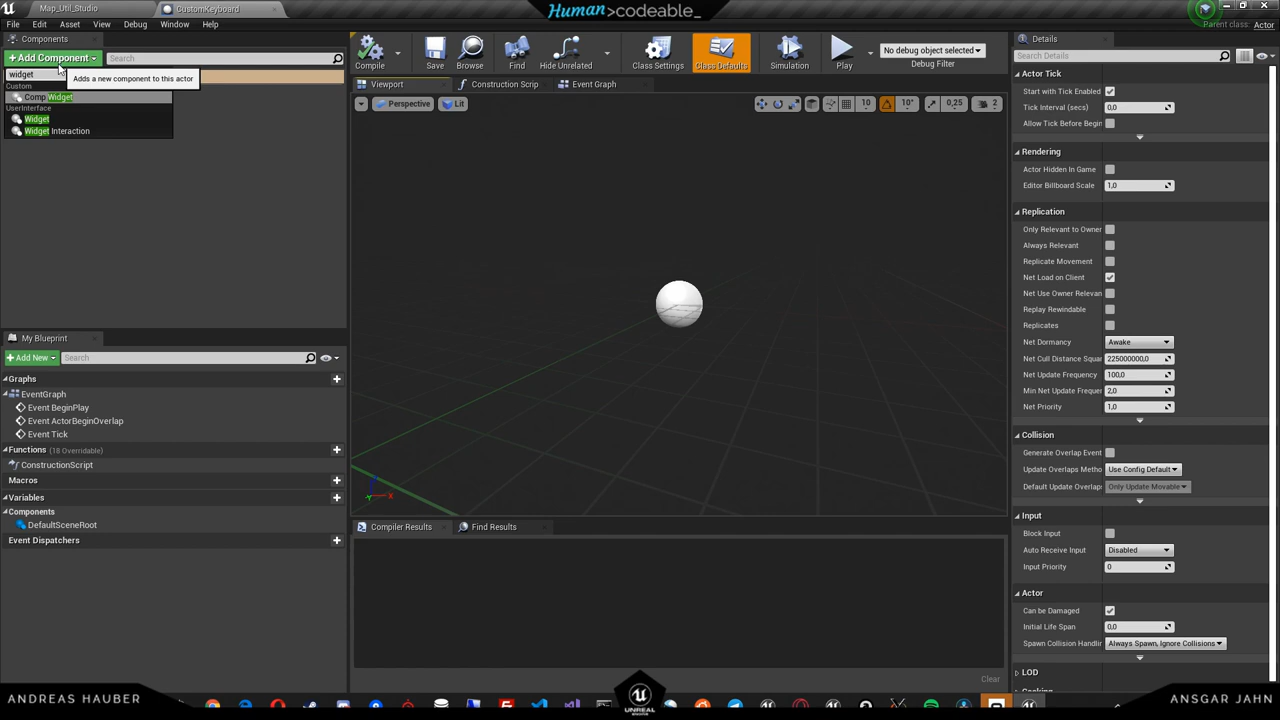 Map_Util_Studio
CustomKeyboard
Human>codeable_
Parent class: Actor
File Edit Asset View Debug Window Help
Components
+Add Component
Search
widget
Adds a new component to this actor
Custom
Comp Widget
UserInterface
Widget
Widget Interaction
Compile
Save
Browse
Find
Hide Unrelated
Class Settings
Class Defaults
Simulation
Play
No debug object selected
Debug Filter
Viewport
Construction Scrip
Event Graph
Perspective
Lit
10
10°
0,25
2
X
My Blueprint
+Add New
Search
Graphs
EventGraph
Event BeginPlay
Event ActorBeginOverlap
Event Tick
Functions (18 Overridable)
ConstructionScript
Macros
Variables
Components
DefaultSceneRoot
Event Dispatchers
Compiler Results
Find Results
Clear
Details
Search Details
Actor Tick
Start with Tick Enabled
Tick Interval (secs) 0,0
Allow Tick Before Begin
Rendering
Actor Hidden In Game
Editor Billboard Scale 1,0
Replication
Only Relevant to Owner
Always Relevant
Replicate Movement
Net Load on Client
Net Use Owner Relevan
Replay Rewindable
Replicates
Net Dormancy Awake
Net Cull Distance Squar 225000000,0
Net Update Frequency 100,0
Min Net Update Frequer 2,0
Net Priority 1,0
Collision
Generate Overlap Event
Update Overlaps Metho Use Config Default
Default Update Overlap: Only Update Movable
Input
Block Input
Auto Receive Input Disabled
Input Priority 0
Actor
Can be Damaged
Initial Life Span 0,0
Spawn Collision Handlir Always Spawn, Ignore Collisions
LOD
ANDREAS HAUBER
UNREAL
ANSGAR JAHN